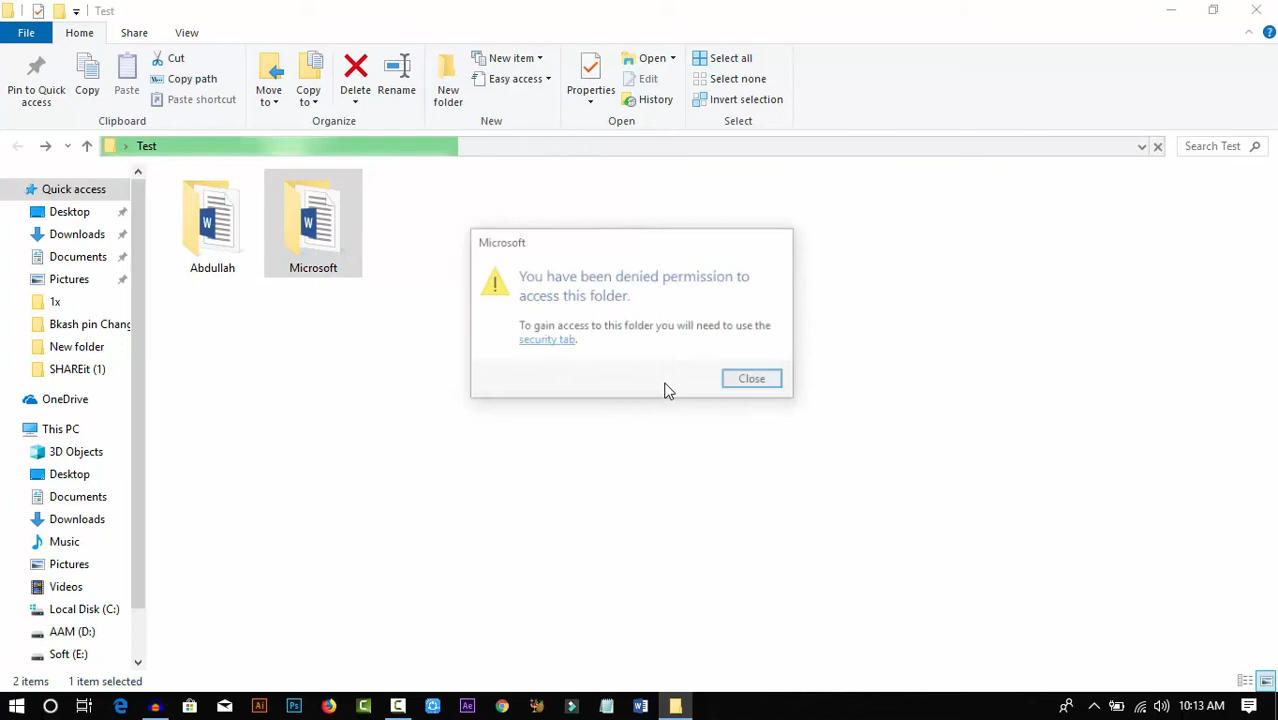 Test
File
Home
Share
View
Pin to Quick
access
Copy
Paste
Cut
Copy path
Paste shortcut
Clipboard
Move
to
Copy
to
Delete
Rename
Organize
New
folder
New item
Easy access
New
Properties
Open
Edit
History
Open
Select all
Select none
Invert selection
Select
Test
Search Test
Quick access
Desktop
Downloads
Documents
Pictures
1x
Bkash pin Chang
New folder
SHAREit (1)
OneDrive
This PC
3D Objects
Desktop
Documents
Downloads
Music
Pictures
Videos
Local Disk (C:)
AAM (D:)
Soft (E:)
Abdullah
Microsoft
Microsoft
You have been denied permission to
access this folder.
To gain access to this folder you will need to use the
security tab.
Close
2 items
1 item selected
10:13 AM